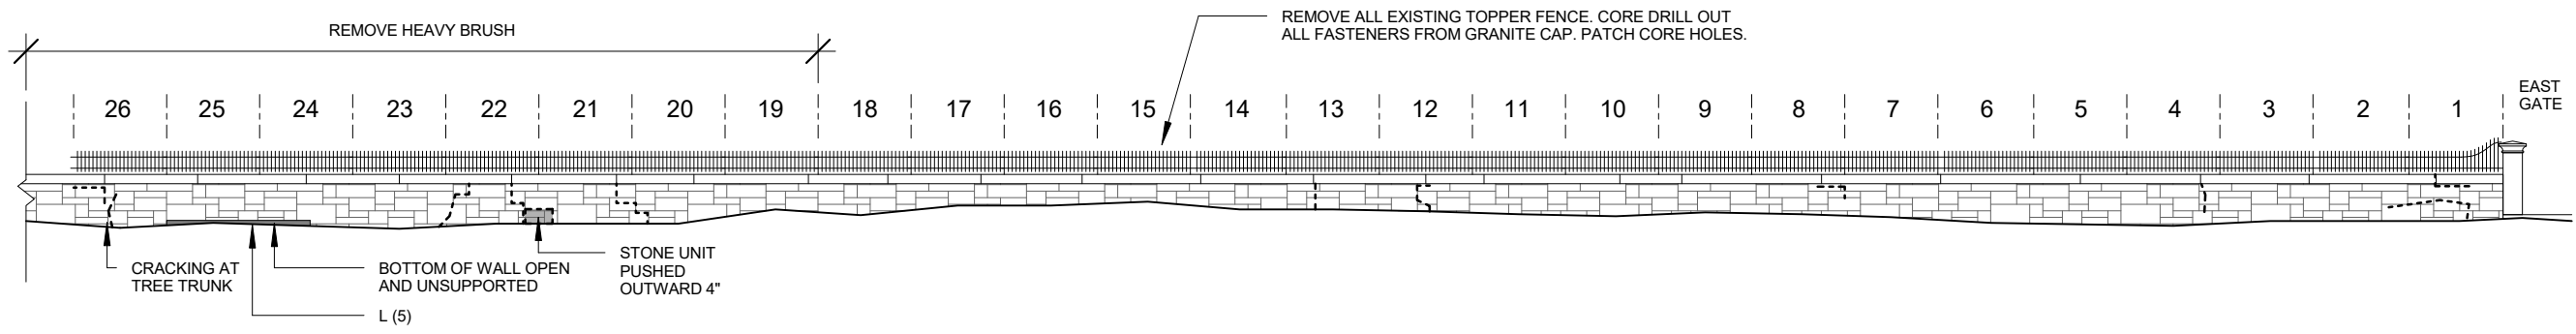 REMOVE HEAVY BRUSH
REMOVE ALL EXISTING TOPPER FENCE. CORE DRILL OUT
ALL FASTENERS FROM GRANITE CAP. PATCH CORE HOLES.
26 25 24 23 22 21 20 19 18 17 16 15 14 13 12 11 10 9 8 7 6 5 4 3 2 1
EAST
GATE
CRACKING AT
TREE TRUNK
BOTTOM OF WALL OPEN
AND UNSUPPORTED
L (5)
STONE UNIT
PUSHED
OUTWARD 4"